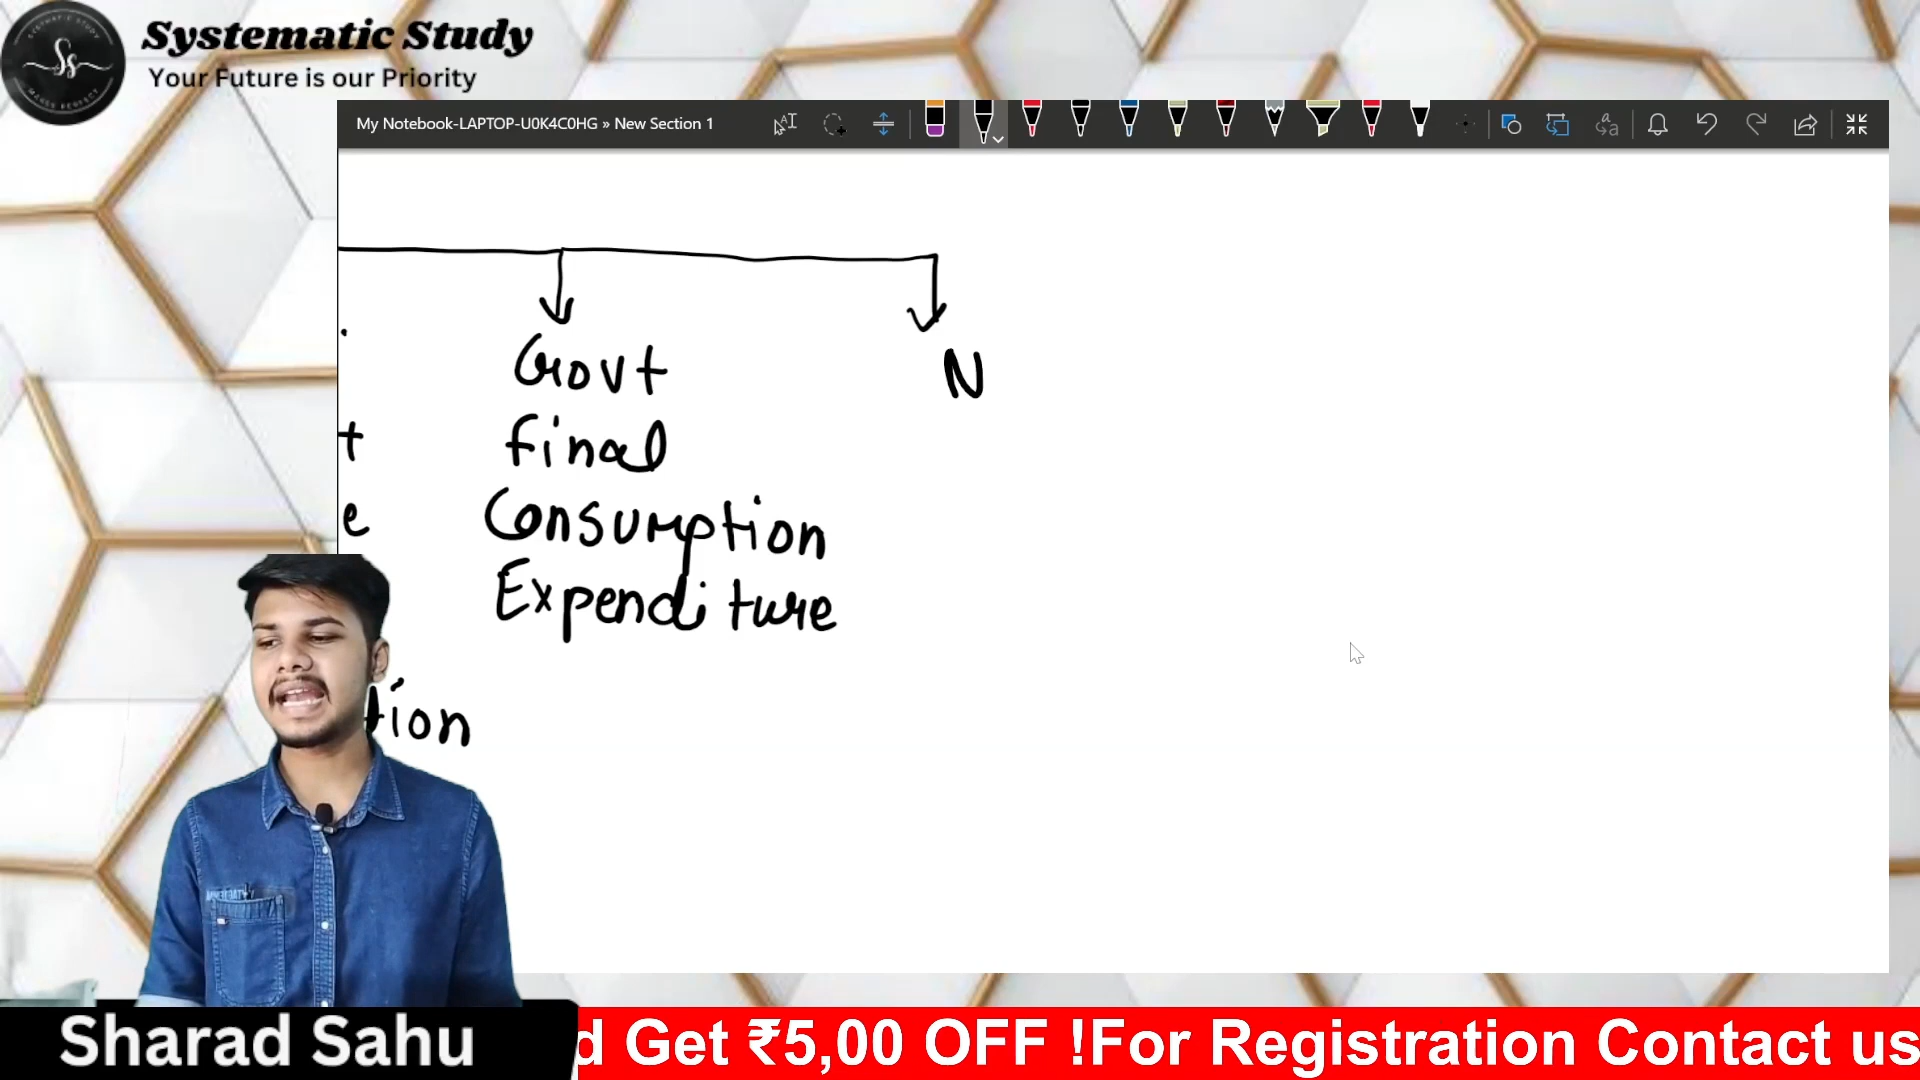 Systematic Study
Your Future is our Priority
My Notebook-LAPTOP-U0K4C0HG » New Section 1
Govt
N
t
final
e
Consumption
Expenditure
tion
Sharad Sahu
d Get ₹5,00 OFF !For Registration Contact us